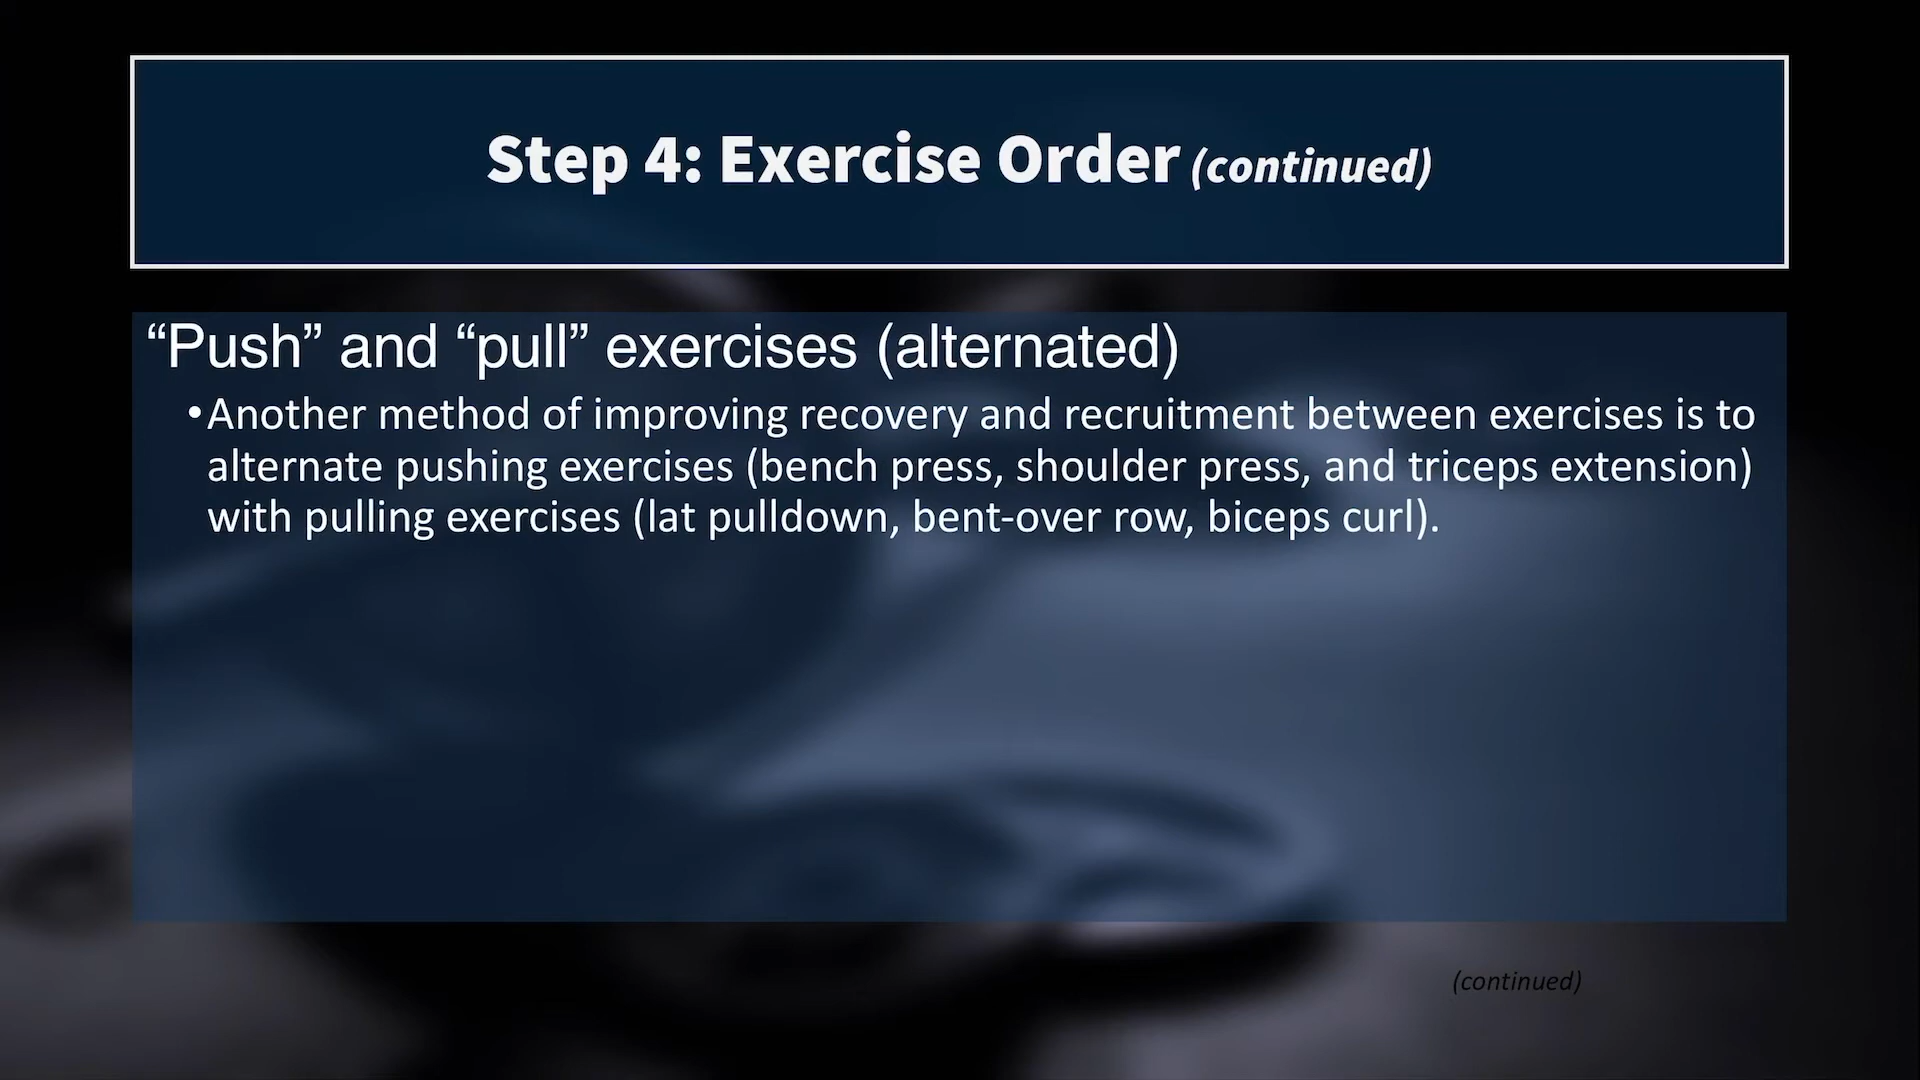 Step 4: Exercise Order (continued)
“Push” and “pull” exercises (alternated)
•Another method of improving recovery and recruitment between exercises is to
alternate pushing exercises (bench press, shoulder press, and triceps extension)
with pulling exercises (lat pulldown, bent-over row, biceps curl).
(continued)